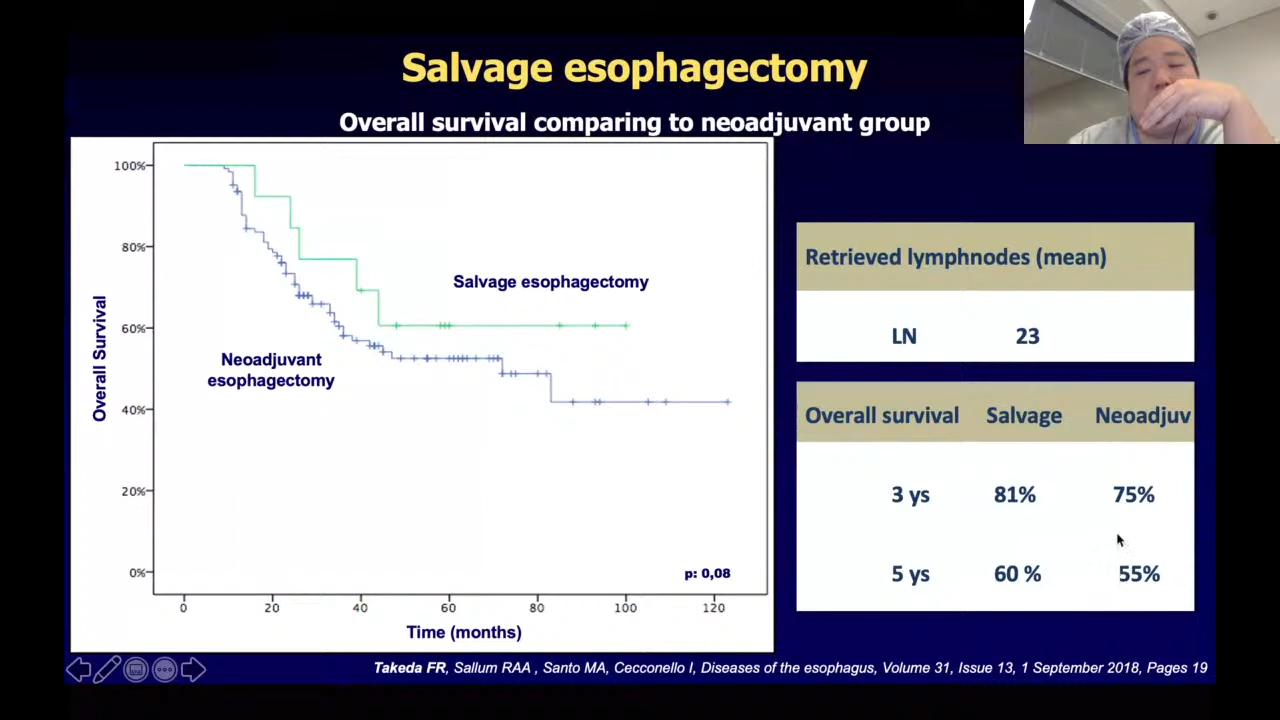 Salvage esophagectomy
Overall survival comparing to neoadjuvant group
100%
80%
60%
40%
20%
0%
Overall Survival
Salvage esophagectomy
Neoadjuvant
esophagectomy
p: 0,08
0 20 40 60 80 100 120
Time (months)
Retrieved lymphnodes (mean)
LN 23
Overall survival Salvage Neoadjuv
3 ys 81% 75%
5 ys 60 % 55%
Takeda FR, Sallum RAA , Santo MA, Cecconello I, Diseases of the esophagus, Volume 31, Issue 13, 1 September 2018, Pages 19